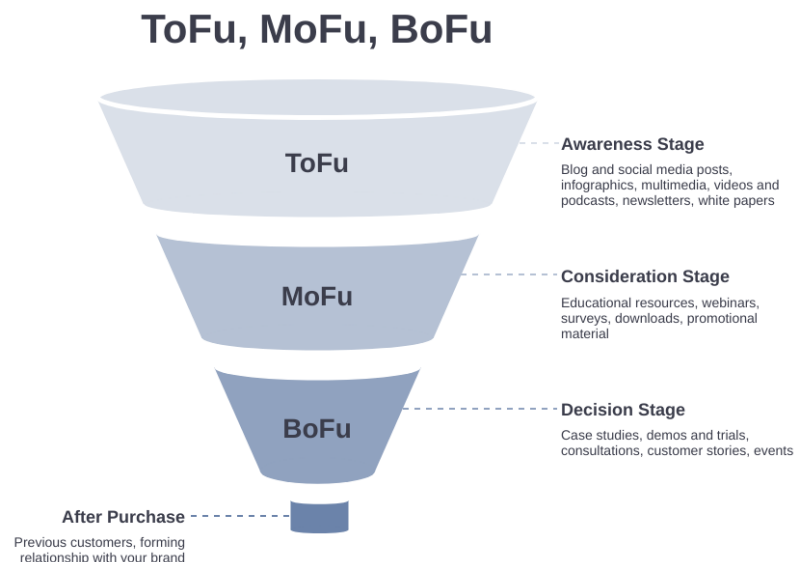 ToFu, MoFu, BoFu
ToFu
Awareness Stage
Blog and social media posts,
infographics, multimedia, videos and
podcasts, newsletters, white papers
MoFu
Consideration Stage
Educational resources, webinars,
surveys, downloads, promotional
material
BoFu
Decision Stage
Case studies, demos and trials,
consultations, customer stories, events
After Purchase
Previous customers, forming
relationship with your brand